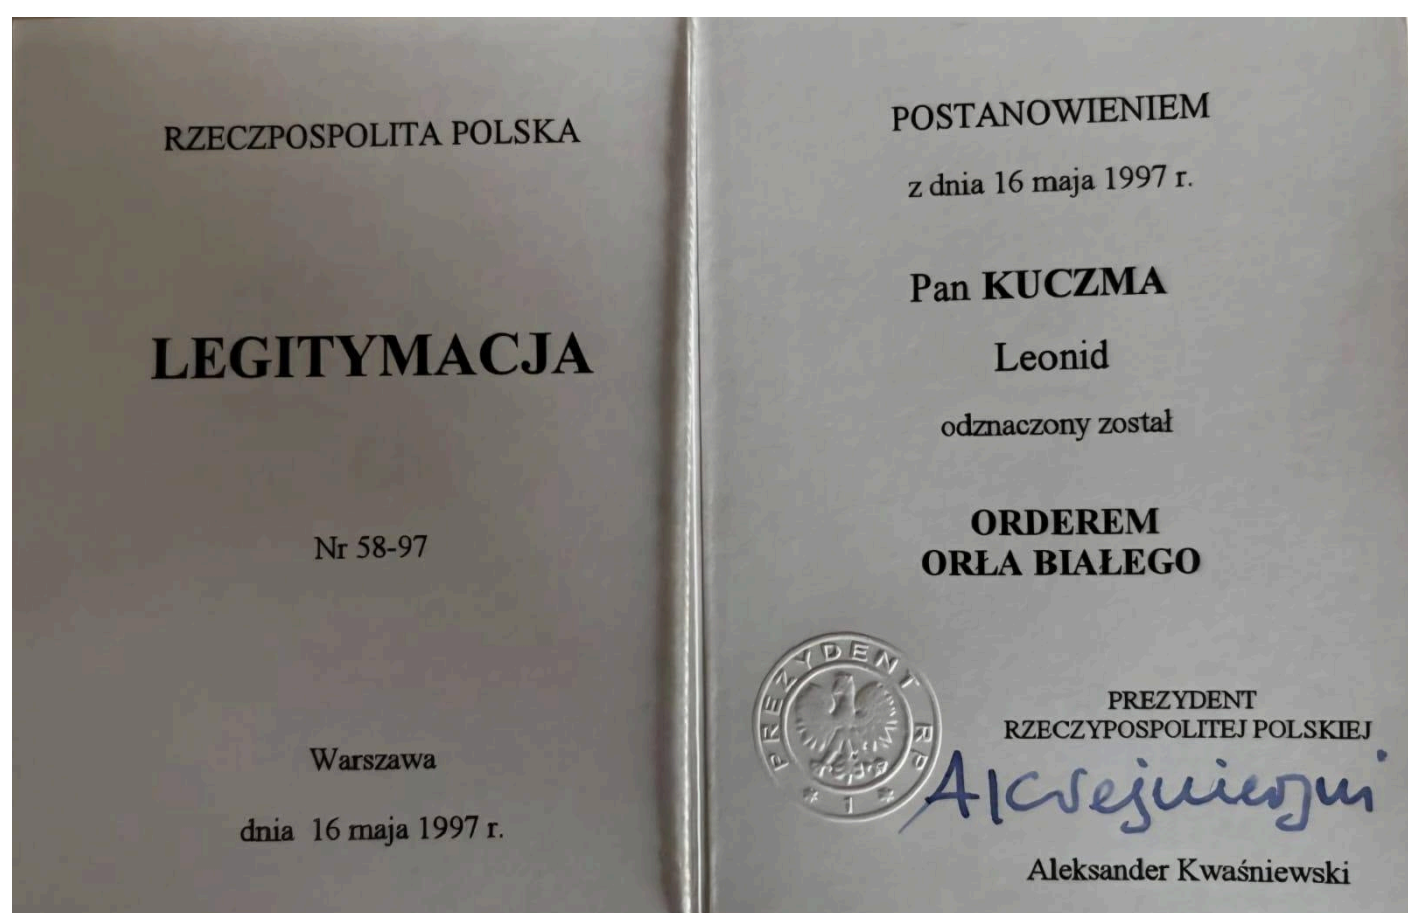 RZECZPOSPOLITA POLSKA
LEGITYMACJA
Nr 58-97
Warszawa
dnia 16 maja 1997 r.
POSTANOWIENIEM
z dnia 16 maja 1997 r.
Pan KUCZMA
Leonid
odznaczony został
ORDEREM
ORŁA BIAŁEGO
PREZYDENT RP
* 1 *
PREZYDENT
RZECZYPOSPOLITEJ POLSKIEJ
Aleksander Kwaśniewski